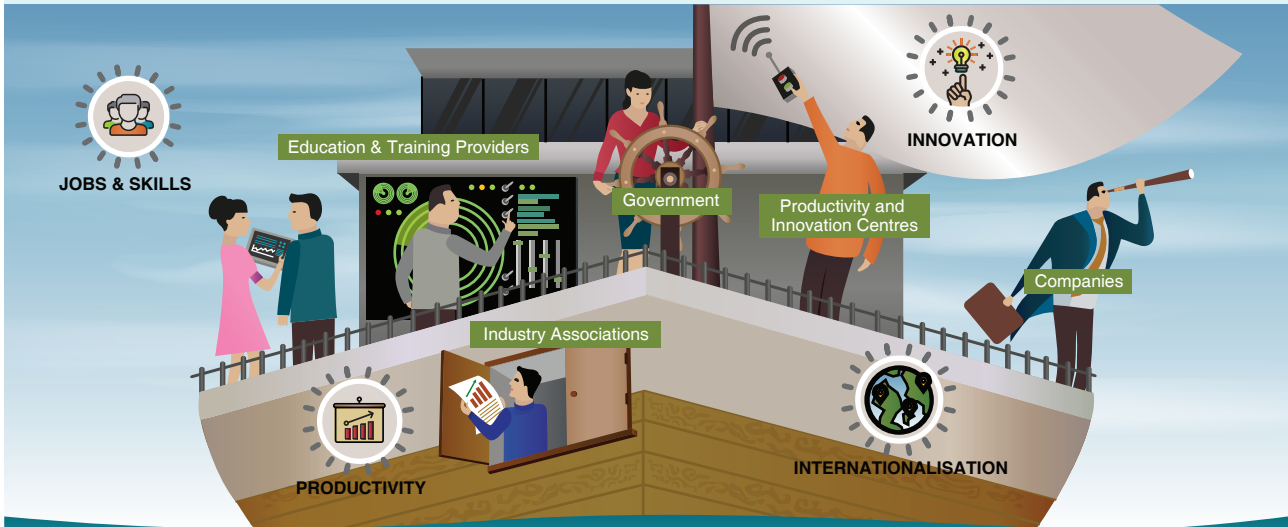 INNOVATION
JOBS & SKILLS
Education & Training Providers
Government
Productivity and
Innovation Centres
Companies
Industry Associations
INTERNATIONALISATION
PRODUCTIVITY